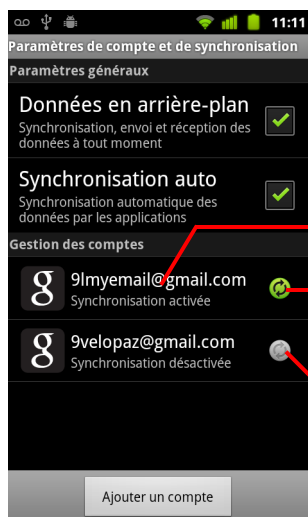 11:11
Paramètres de compte et de synchronisation
Paramètres généraux
Données en arrière-plan
Synchronisation, envoi et réception des
données à tout moment
Synchronisation auto
Synchronisation automatique des
données par les applications
Gestion des comptes
g 9lmyemail@gmail.com
Synchronisation activée
g 9velopaz@gmail.com
Synchronisation désactivée
Ajouter un compte